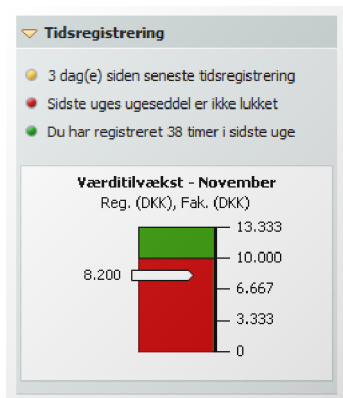 Tidsregistrering
3 dag(e) siden seneste tidsregistrering
Sidste uges ugeseddel er ikke lukket
Du har registreret 38 timer i sidste uge
Værditilvækst - November
Reg. (DKK), Fak. (DKK)
13.333
10.000
8.200
6.667
3.333
0